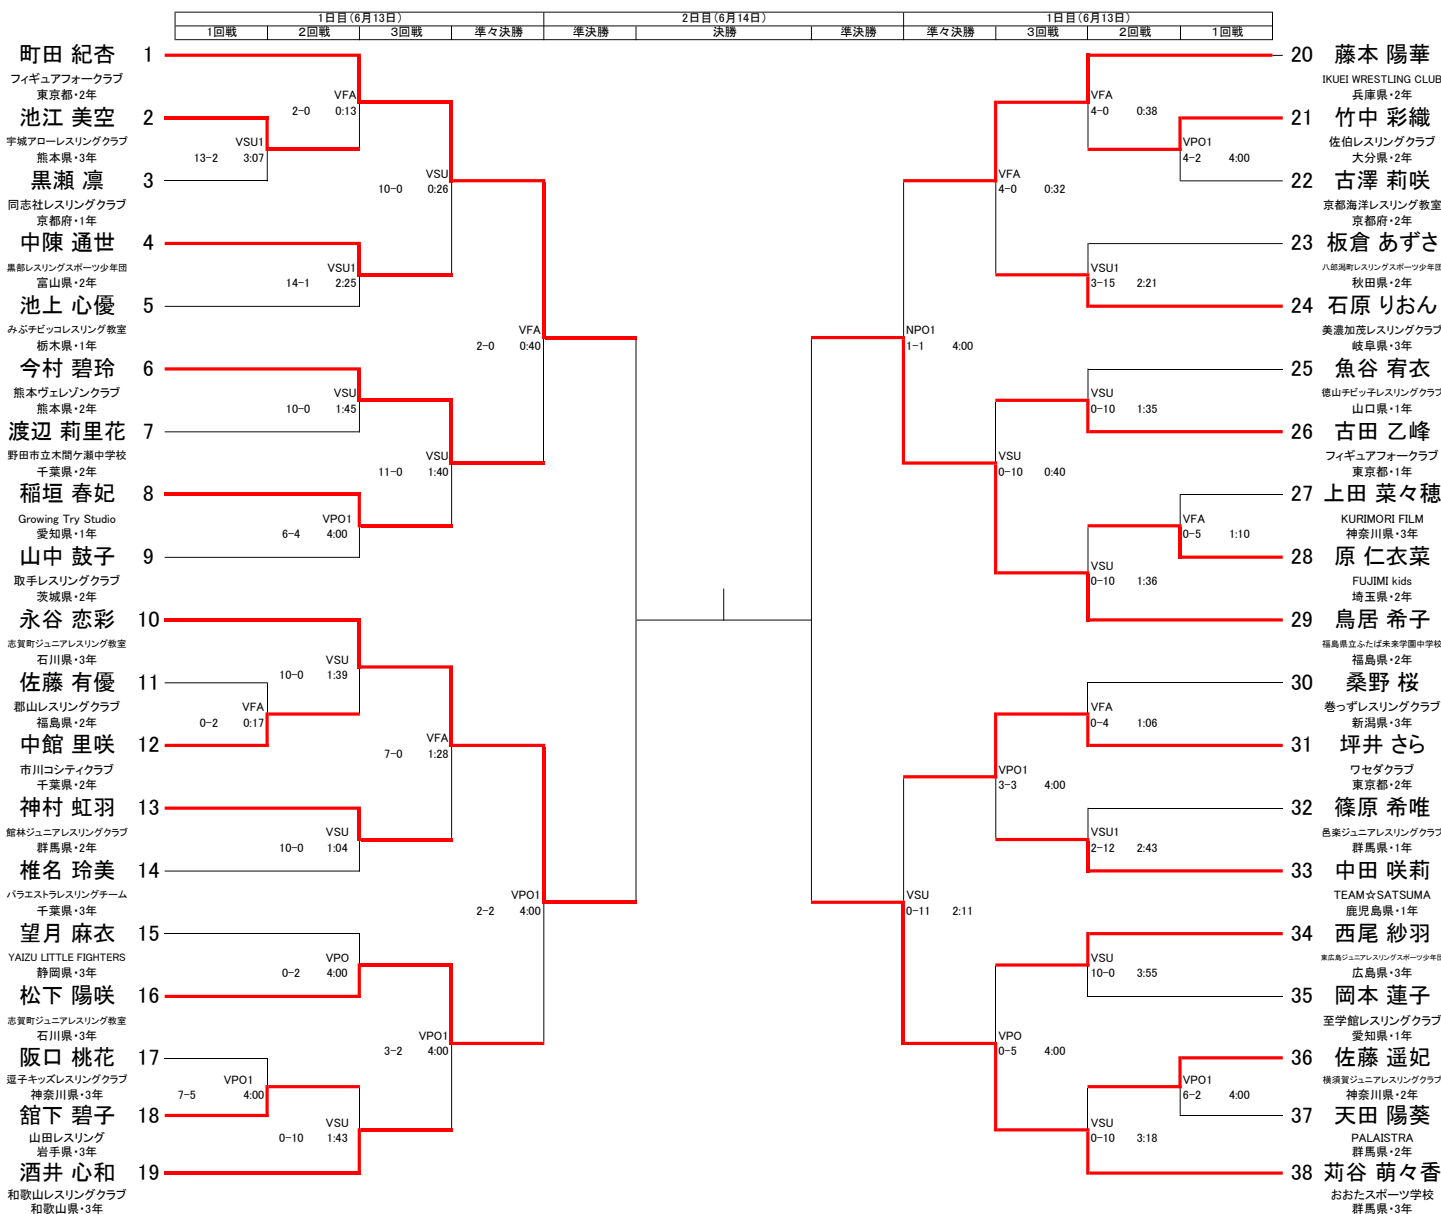 1日目(6月13日) 2日目(6月14日) 1日目(6月13日)
1回戦 2回戦 3回戦 準々決勝 準決勝 決勝 準決勝 準々決勝 3回戦 2回戦 1回戦
町田 紀杏 1
フィギュアフォークラブ
東京都・2年
池江 美空 2
宇城アローレスリングクラブ
熊本県・3年
黒瀬 凛 3
同志社レスリングクラブ
京都府・1年
中陳 通世 4
黒部レスリングスポーツ少年団
富山県・2年
池上 心優 5
みぶチビッコレスリング教室
栃木県・1年
今村 碧玲 6
熊本ヴェレゾンクラブ
熊本県・2年
渡辺 莉里花 7
野田市立木間ケ瀬中学校
千葉県・2年
稲垣 春妃 8
Growing Try Studio
愛知県・1年
山中 鼓子 9
取手レスリングクラブ
茨城県・2年
永谷 恋彩 10
志賀町ジュニアレスリング教室
石川県・3年
佐藤 有優 11
郡山レスリングクラブ
福島県・2年
中館 里咲 12
市川コシティクラブ
千葉県・2年
神村 虹羽 13
館林ジュニアレスリングクラブ
群馬県・2年
椎名 玲美 14
パラエストラレスリングチーム
千葉県・3年
望月 麻衣 15
YAIZU LITTLE FIGHTERS
静岡県・3年
松下 陽咲 16
志賀町ジュニアレスリング教室
石川県・3年
阪口 桃花 17
逗子キッズレスリングクラブ
神奈川県・3年
舘下 碧子 18
山田レスリング
岩手県・3年
酒井 心和 19
和歌山レスリングクラブ
和歌山県・3年
VSU1
13-2 3:07
VFA
0-2 0:17
VPO1
7-5 4:00
VFA
2-0 0:13
VSU1
14-1 2:25
VSU
10-0 1:45
VPO1
6-4 4:00
VSU
10-0 1:39
VSU
10-0 1:04
VPO
0-2 4:00
VSU
0-10 1:43
VSU
10-0 0:26
VSU
11-0 1:40
VFA
7-0 1:28
VPO1
3-2 4:00
VFA
2-0 0:40
VPO1
2-2 4:00
NPO1
1-1 4:00
VSU
0-11 2:11
VFA
4-0 0:32
VSU
0-10 0:40
VPO1
3-3 4:00
VPO
0-5 4:00
VFA
4-0 0:38
VSU1
3-15 2:21
VSU
0-10 1:35
VSU
0-10 1:36
VFA
0-4 1:06
VSU1
2-12 2:43
VSU
10-0 3:55
VSU
0-10 3:18
VPO1
4-2 4:00
VFA
0-5 1:10
VPO1
6-2 4:00
20 藤本 陽華
IKUEI WRESTLING CLUB
兵庫県・2年
21 竹中 彩織
佐伯レスリングクラブ
大分県・2年
22 古澤 莉咲
京都海洋レスリング教室
京都府・2年
23 板倉 あずさ
八郎潟町レスリングスポーツ少年団
秋田県・2年
24 石原 りおん
美濃加茂レスリングクラブ
岐阜県・3年
25 魚谷 宥衣
徳山チビッ子レスリングクラブ
山口県・1年
26 古田 乙峰
フィギュアフォークラブ
東京都・1年
27 上田 菜々穂
KURIMORI FILM
神奈川県・3年
28 原 仁衣菜
FUJIMI kids
埼玉県・2年
29 鳥居 希子
福島県立ふたば未来学園中学校
福島県・2年
30 桑野 桜
巻っずレスリングクラブ
新潟県・3年
31 坪井 さら
ワセダクラブ
東京都・2年
32 篠原 希唯
邑楽ジュニアレスリングクラブ
群馬県・1年
33 中田 咲莉
TEAM☆SATSUMA
鹿児島県・1年
34 西尾 紗羽
東広島ジュニアレスリングスポーツ少年団
広島県・3年
35 岡本 蓮子
至学館レスリングクラブ
愛知県・1年
36 佐藤 遥妃
横須賀ジュニアレスリングクラブ
神奈川県・2年
37 天田 陽葵
PALAISTRA
群馬県・2年
38 苅谷 萌々香
おおたスポーツ学校
群馬県・3年